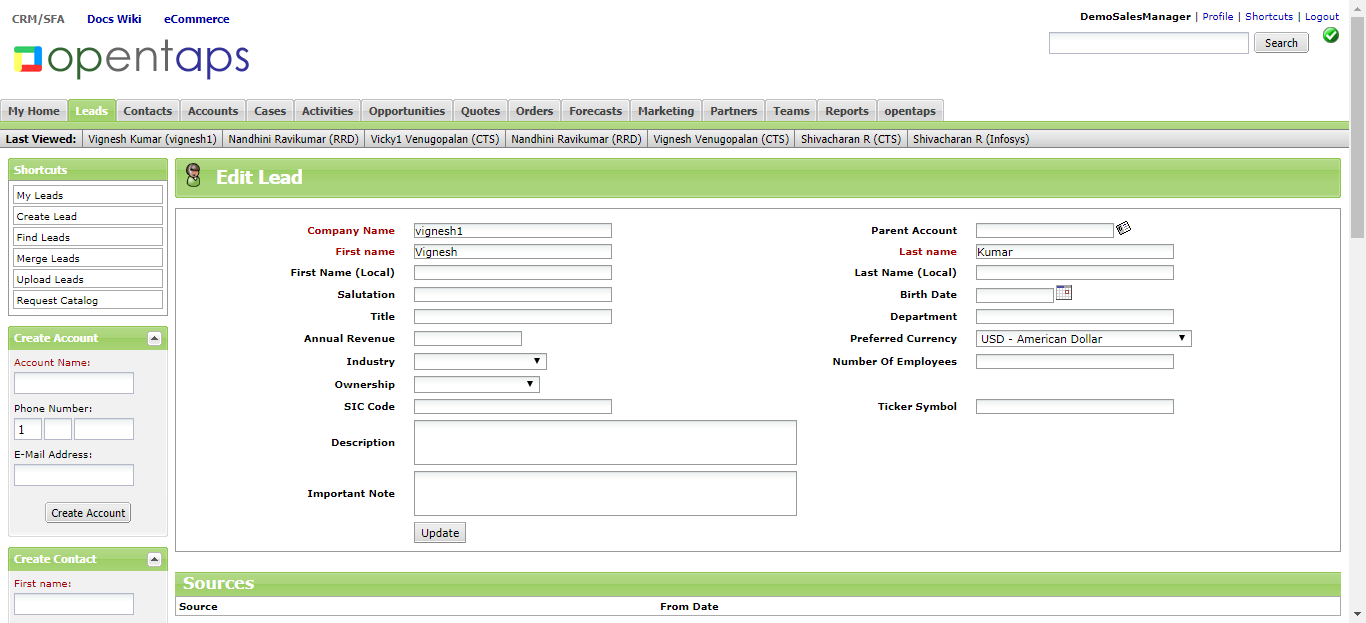 CRM/SFA Docs Wiki eCommerce
DemoSalesManager | Profile | Shortcuts | Logout
opentaps
Search
My Home Leads Contacts Accounts Cases Activities Opportunities Quotes Orders Forecasts Marketing Partners Teams Reports opentaps
Last Viewed: Vignesh Kumar (vignesh1) Nandhini Ravikumar (RRD) Vicky1 Venugopalan (CTS) Nandhini Ravikumar (RRD) Vignesh Venugopalan (CTS) Shivacharan R (CTS) Shivacharan R (Infosys)
Shortcuts
My Leads
Create Lead
Find Leads
Merge Leads
Upload Leads
Request Catalog
Create Account
Account Name:
Phone Number:
1
E-Mail Address:
Create Account
Create Contact
First name:
Edit Lead
Company Name vignesh1 Parent Account
First name Vignesh Last name Kumar
First Name (Local) Last Name (Local)
Salutation Birth Date
Title Department
Annual Revenue Preferred Currency USD - American Dollar
Industry Number Of Employees
Ownership
SIC Code Ticker Symbol
Description
Important Note
Update
Sources
Source From Date